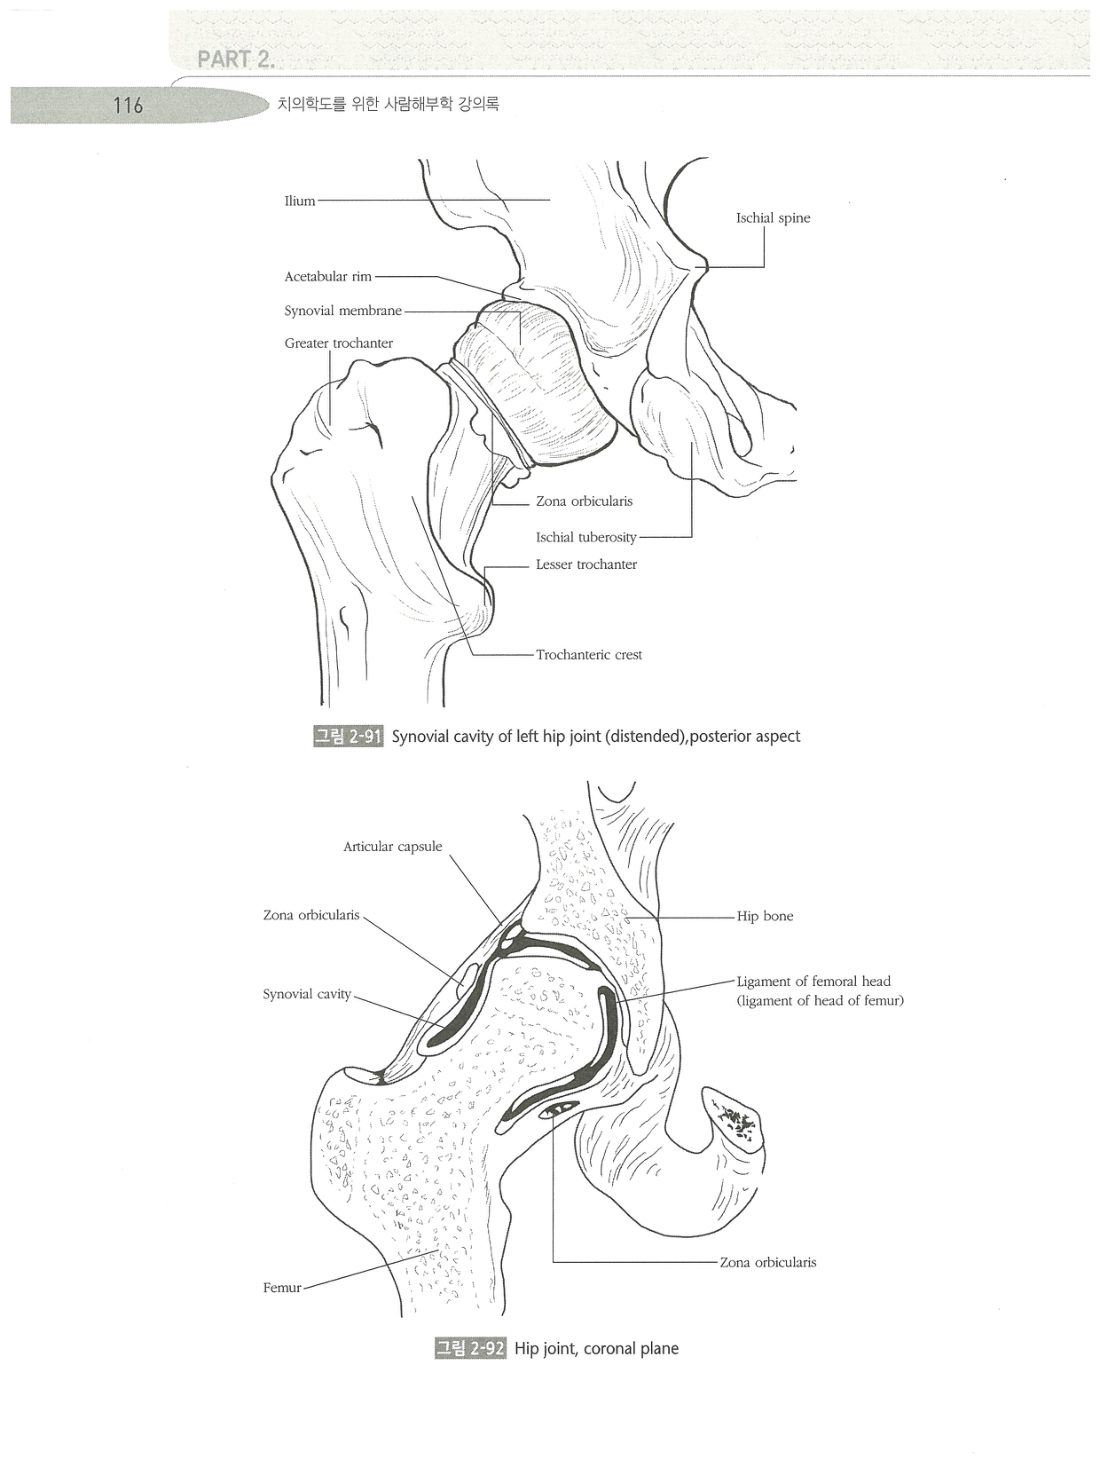 PART 2.
116
치의학도를 위한 사람해부학 강의록
Ilium
Ischial spine
Acetabular rim
Synovial membrane
Greater trochanter
Zona orbicularis
Ischial tuberosity
Lesser trochanter
Trochanteric crest
그림 2-91 Synovial cavity of left hip joint (distended),posterior aspect
Articular capsule
Zona orbicularis
Hip bone
Synovial cavity
Ligament of femoral head
(ligament of head of femur)
Zona orbicularis
Femur
그림 2-92 Hip joint, coronal plane